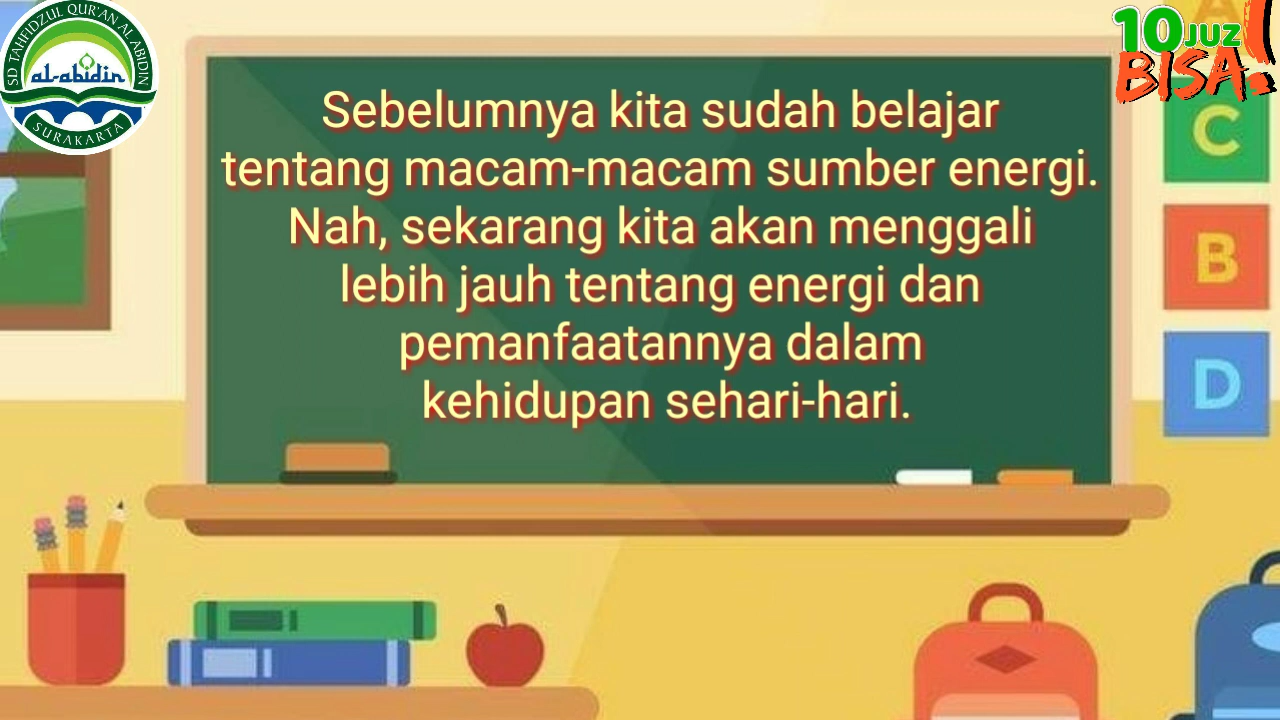 SD TAHFIDZUL QUR'AN AL ABIDIN
al-abidin
SURAKARTA
10 JUZ
BISA!
Sebelumnya kita sudah belajar
tentang macam-macam sumber energi.
Nah, sekarang kita akan menggali
lebih jauh tentang energi dan
pemanfaatannya dalam
kehidupan sehari-hari.
A
C
B
D